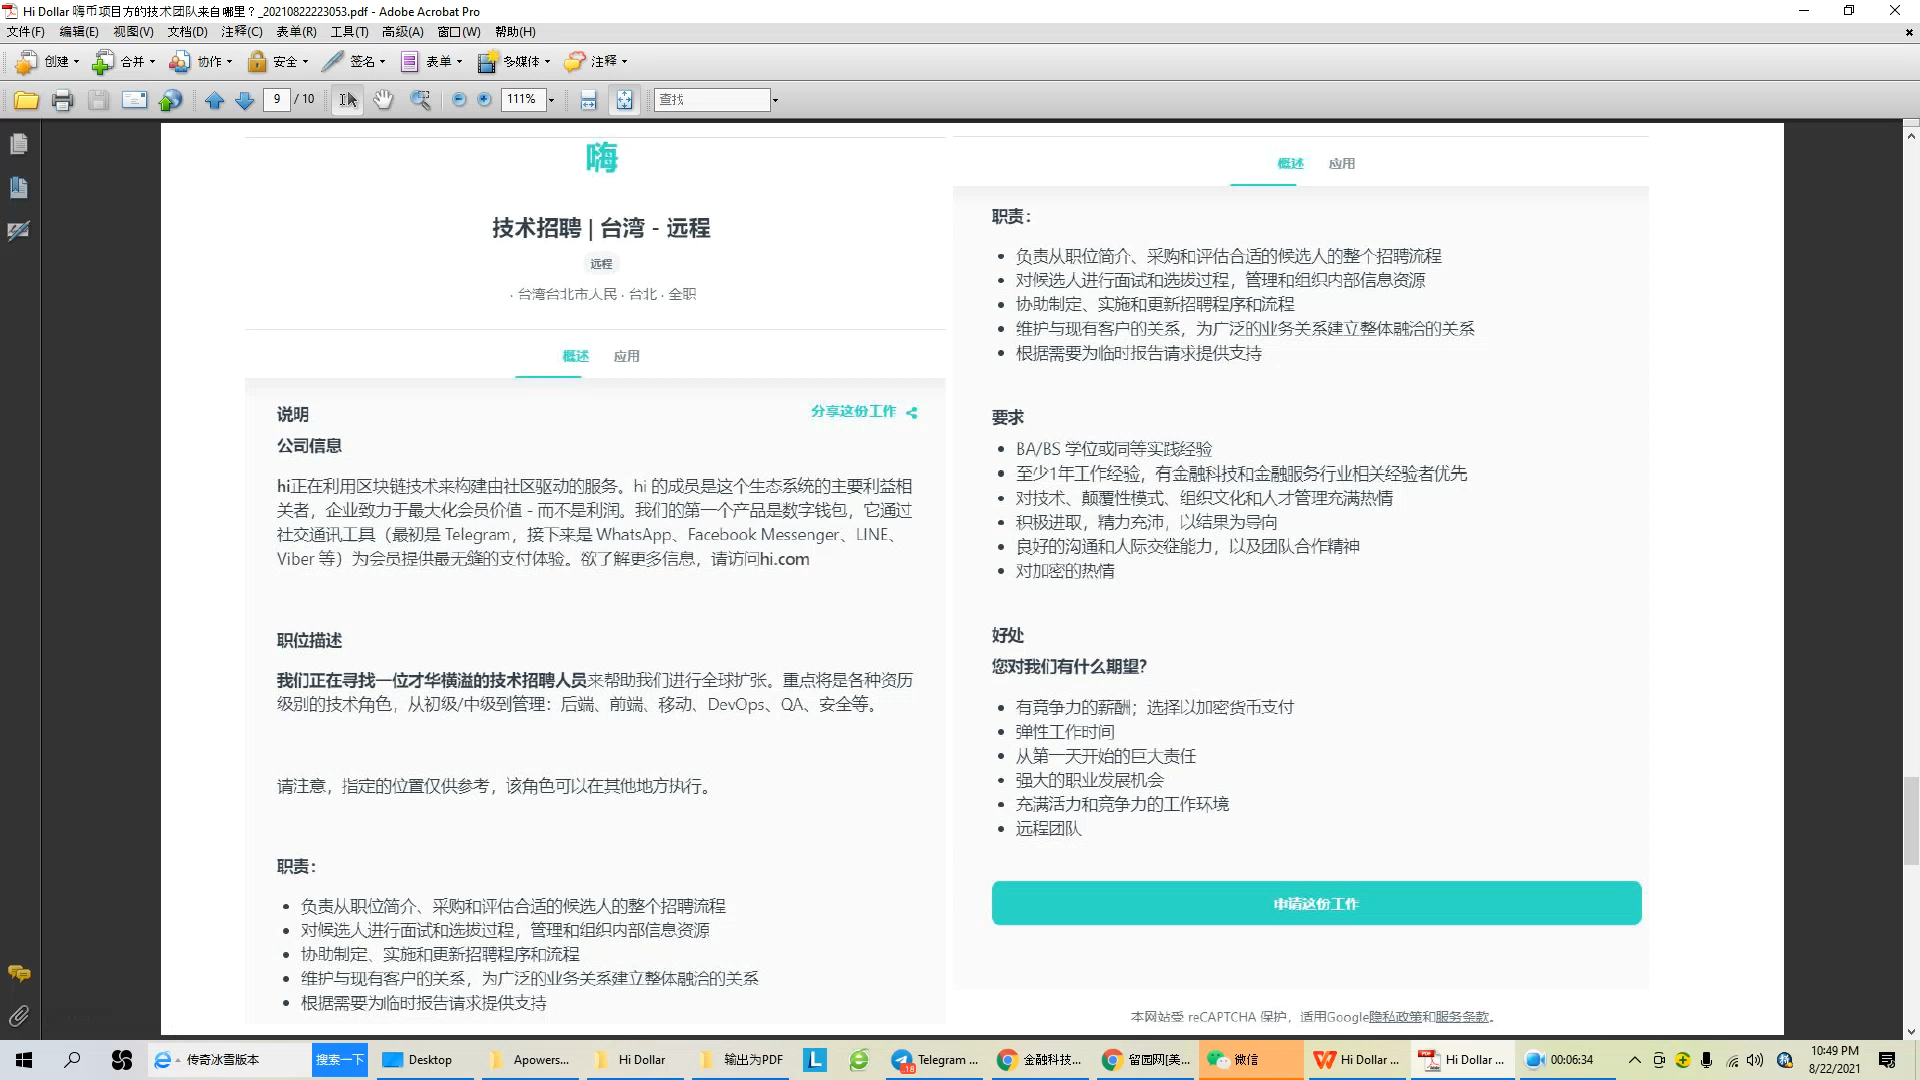 Hi Dollar 嗨币项目方的技术团队来自哪里？_20210822223053.pdf - Adobe Acrobat Pro
文件(F) 编辑(E) 视图(V) 文档(D) 注释(C) 表单(R) 工具(T) 高级(A) 窗口(W) 帮助(H)
创建 合并 协作 安全 签名 表单 多媒体 注释
9 / 10 111% 查找
嗨
技术招聘 | 台湾 - 远程
远程
· 台湾台北市人民 · 台北 · 全职
概述 应用
分享这份工作
说明
公司信息
hi正在利用区块链技术来构建由社区驱动的服务。hi 的成员是这个生态系统的主要利益相
关者，企业致力于最大化会员价值 - 而不是利润。我们的第一个产品是数字钱包，它通过
社交通讯工具（最初是 Telegram，接下来是 WhatsApp、Facebook Messenger、LINE、
Viber 等）为会员提供最无缝的支付体验。欲了解更多信息，请访问hi.com
职位描述
我们正在寻找一位才华横溢的技术招聘人员来帮助我们进行全球扩张。重点将是各种资历
级别的技术角色，从初级/中级到管理：后端、前端、移动、DevOps、QA、安全等。
请注意，指定的位置仅供参考，该角色可以在其他地方执行。
职责：
负责从职位简介、采购和评估合适的候选人的整个招聘流程
对候选人进行面试和选拔过程，管理和组织内部信息资源
协助制定、实施和更新招聘程序和流程
维护与现有客户的关系，为广泛的业务关系建立整体融洽的关系
根据需要为临时报告请求提供支持
概述 应用
职责：
负责从职位简介、采购和评估合适的候选人的整个招聘流程
对候选人进行面试和选拔过程，管理和组织内部信息资源
协助制定、实施和更新招聘程序和流程
维护与现有客户的关系，为广泛的业务关系建立整体融洽的关系
根据需要为临时报告请求提供支持
要求
BA/BS 学位或同等实践经验
至少1年工作经验，有金融科技和金融服务行业相关经验者优先
对技术、颠覆性模式、组织文化和人才管理充满热情
积极进取，精力充沛，以结果为导向
良好的沟通和人际交往能力，以及团队合作精神
对加密的热情
好处
您对我们有什么期望？
有竞争力的薪酬；选择以加密货币支付
弹性工作时间
从第一天开始的巨大责任
强大的职业发展机会
充满活力和竞争力的工作环境
远程团队
申请这份工作
本网站受 reCAPTCHA 保护，适用Google隐私政策和服务条款。
传奇冰雪版本 搜索一下 Desktop Apowers... Hi Dollar 输出为PDF L Telegram ... 18 金融科技... 留园网[美... 微信 Hi Dollar ... Hi Dollar ... 00:06:34
10:49 PM
8/22/2021